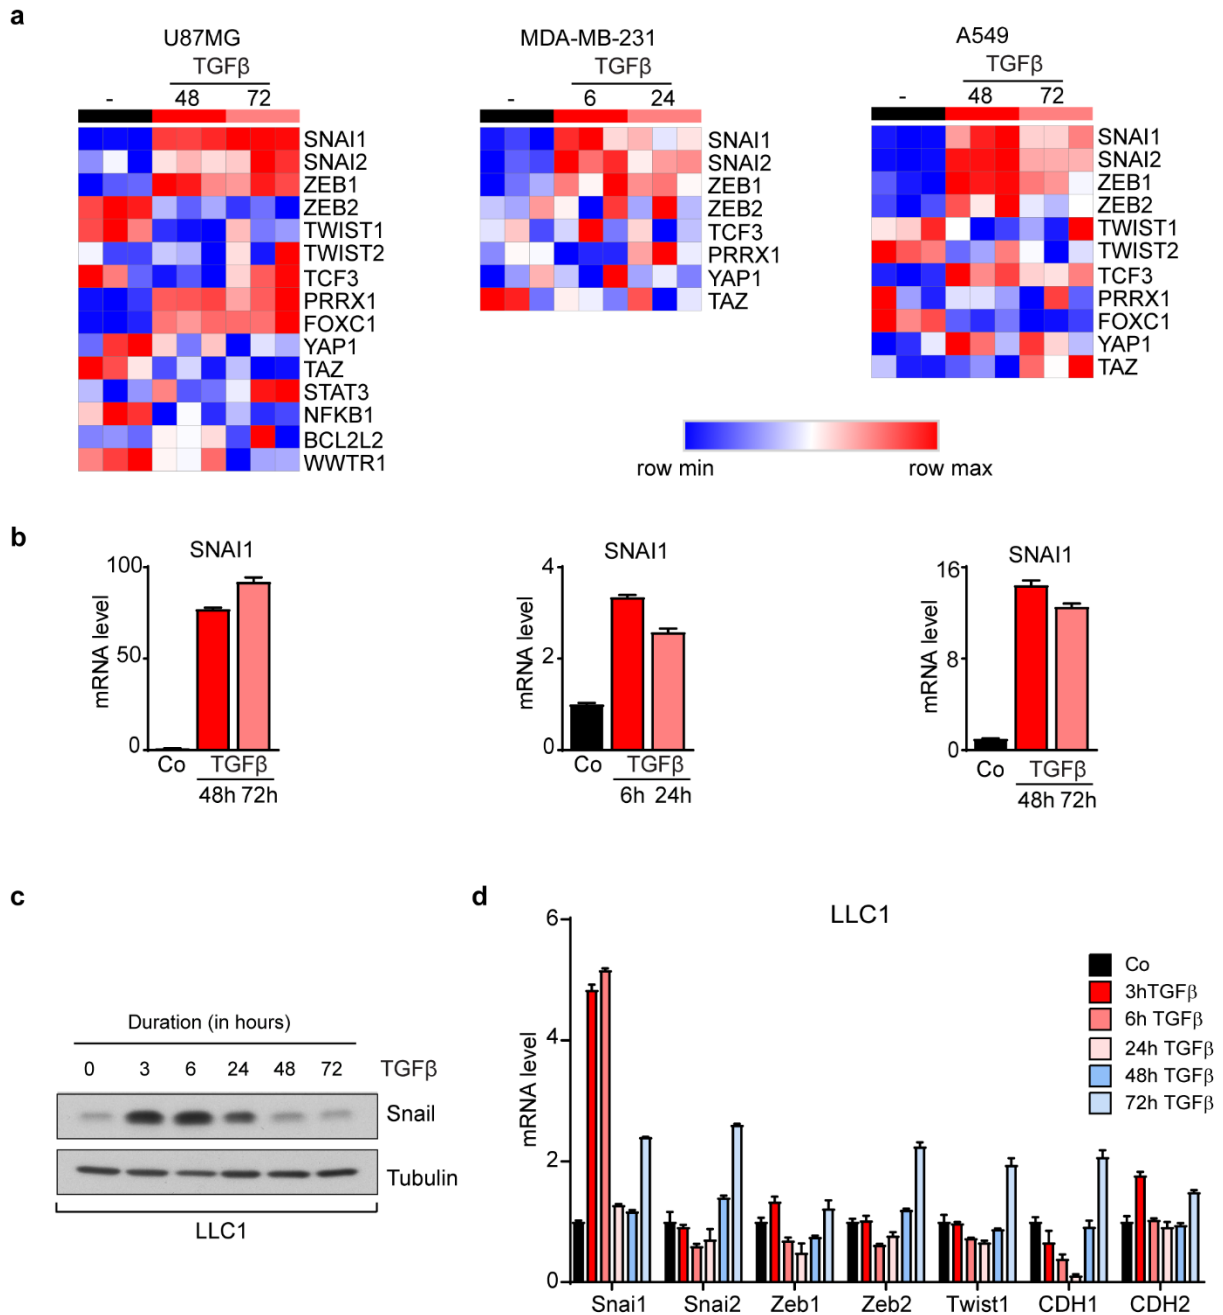 a
U87MG
TGFβ
- 48 72
SNAI1
SNAI2
ZEB1
ZEB2
TWIST1
TWIST2
TCF3
PRRX1
FOXC1
YAP1
TAZ
STAT3
NFKB1
BCL2L2
WWTR1
MDA-MB-231
TGFβ
- 6 24
SNAI1
SNAI2
ZEB1
ZEB2
TCF3
PRRX1
YAP1
TAZ
A549
TGFβ
- 48 72
SNAI1
SNAI2
ZEB1
ZEB2
TWIST1
TWIST2
TCF3
PRRX1
FOXC1
YAP1
TAZ
row min row max
b
SNAI1
mRNA level
100
50
0
Co TGFβ
48h 72h
SNAI1
mRNA level
4
2
0
Co TGFβ
6h 24h
SNAI1
mRNA level
16
8
0
Co TGFβ
48h 72h
c
Duration (in hours)
0 3 6 24 48 72 TGFβ
Snail
Tubulin
LLC1
d
LLC1
mRNA level
6
4
2
0
Co
3hTGFβ
6h TGFβ
24h TGFβ
48h TGFβ
72h TGFβ
Snai1 Snai2 Zeb1 Zeb2 Twist1 CDH1 CDH2